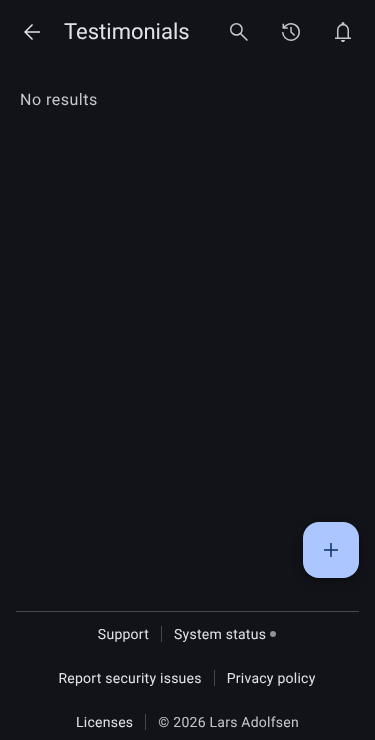 Testimonials
No results
Support
System status
Report security issues
Privacy policy
Licenses
© 2026 Lars Adolfsen